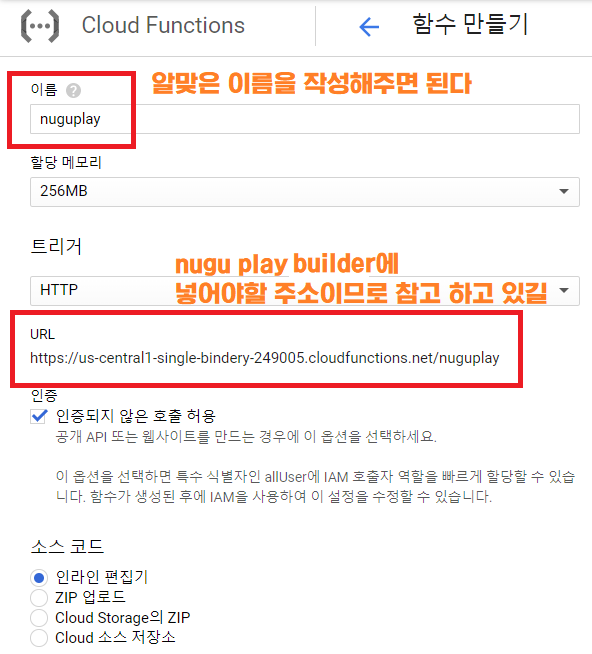 Cloud Functions
함수 만들기
이름
알맞은 이름을 작성해주면 된다
nuguplay
할당 메모리
256MB
트리거
nugu play builder에
HTTP
넣어야할 주소이므로 참고 하고 있길
URL
https://us-central1-single-bindery-249005.cloudfunctions.net/nuguplay
인증
인증되지 않은 호출 허용
공개 API 또는 웹사이트를 만드는 경우에 이 옵션을 선택하세요.
이 옵션을 선택하면 특수 식별자인 allUser에 IAM 호출자 역할을 빠르게 할당할 수 있습
니다. 함수가 생성된 후에 IAM을 사용하여 이 설정을 수정할 수 있습니다.
소스 코드
인라인 편집기
ZIP 업로드
Cloud Storage의 ZIP
Cloud 소스 저장소